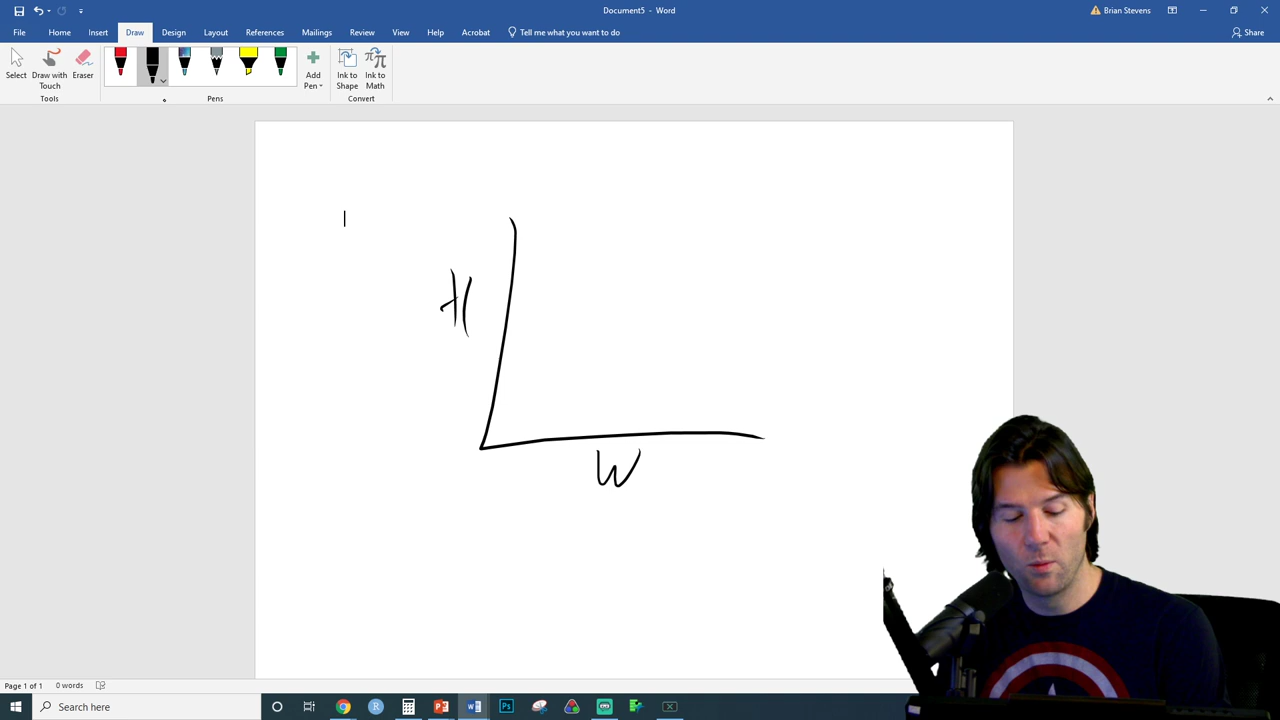 Document5 - Word
Brian Stevens
File Home Insert Draw Design Layout References Mailings Review View Help Acrobat Tell me what you want to do Share
Select
Draw with Touch
Eraser
Add Pen
Ink to Shape
Ink to Math
Tools Pens Convert
H
W
Page 1 of 1 0 words
Search here